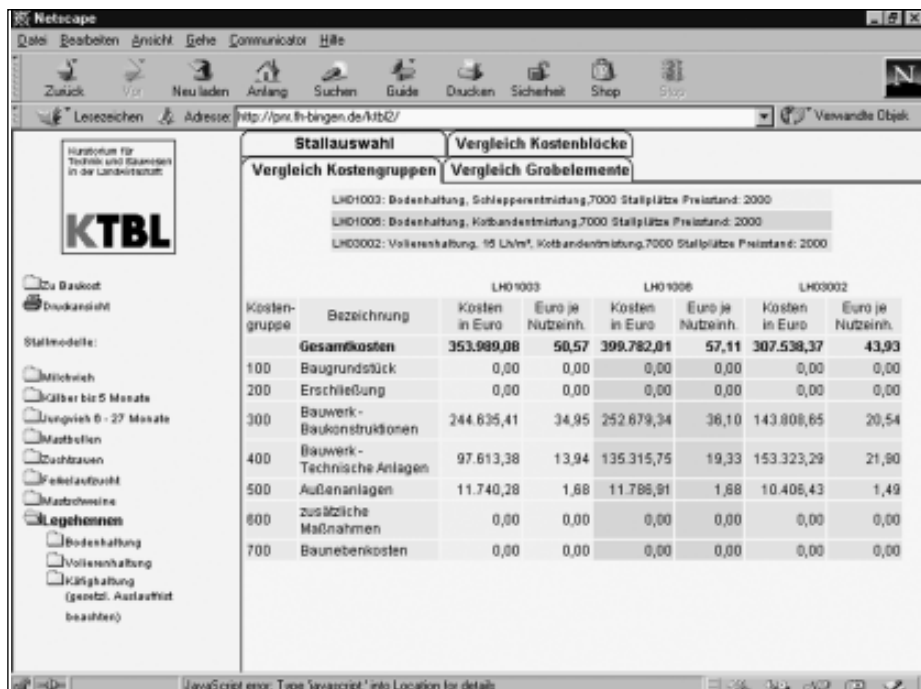 Netscape
Datei Bearbeiten Ansicht Gehe Communicator Hilfe
Zurück Vor Neu laden Anfang Suchen Guide Drucken Sicherheit Shop Stop
Lesezeichen Adresse: http://pnr.fh-bingen.de/ktbl2/ Verwandte Objek
Kuratorium für
Technik und Bauwesen
in der Landwirtschaft
KTBL
Zu Baukost
Druckansicht
Stallmodelle:
Milchvieh
Kälber bis 5 Monate
Jungvieh 6 - 27 Monate
Mastbullen
Zuchtsauen
Ferkelaufzucht
Mastschweine
Legehennen
Bodenhaltung
Volierenhaltung
Käfighaltung
(gesetzl. Auslauffrist
beachten)
Stallauswahl Vergleich Kostenblöcke
Vergleich Kostengruppen Vergleich Grobelemente
LH01003: Bodenhaltung, Schlepperentmistung,7000 Stallplätze Preisstand: 2000
LH01006: Bodenhaltung, Kotbandentmistung,7000 Stallplätze Preisstand: 2000
LH03002: Volierenhaltung, 15 Lh/m², Kotbandentmistung,7000 Stallplätze Preisstand: 2000
LH01003 LH01006 LH03002
Kosten- Bezeichnung Kosten Euro je Kosten Euro je Kosten Euro je
gruppe in Euro Nutzeinh. in Euro Nutzeinh. in Euro Nutzeinh.
Gesamtkosten 353.989,08 50,57 399.782,01 57,11 307.538,37 43,93
100 Baugrundstück 0,00 0,00 0,00 0,00 0,00 0,00
200 Erschließung 0,00 0,00 0,00 0,00 0,00 0,00
300 Bauwerk - 244.635,41 34,95 252.679,34 36,10 143.808,65 20,54
Baukonstruktionen
400 Bauwerk - 97.613,38 13,94 135.315,75 19,33 153.323,29 21,90
Technische Anlagen
500 Außenanlagen 11.740,28 1,68 11.786,91 1,68 10.406,43 1,49
600 zusätzliche 0,00 0,00 0,00 0,00 0,00 0,00
Maßnahmen
700 Baunebenkosten 0,00 0,00 0,00 0,00 0,00 0,00
JavaScript error: Type 'javascript:' into Location for details